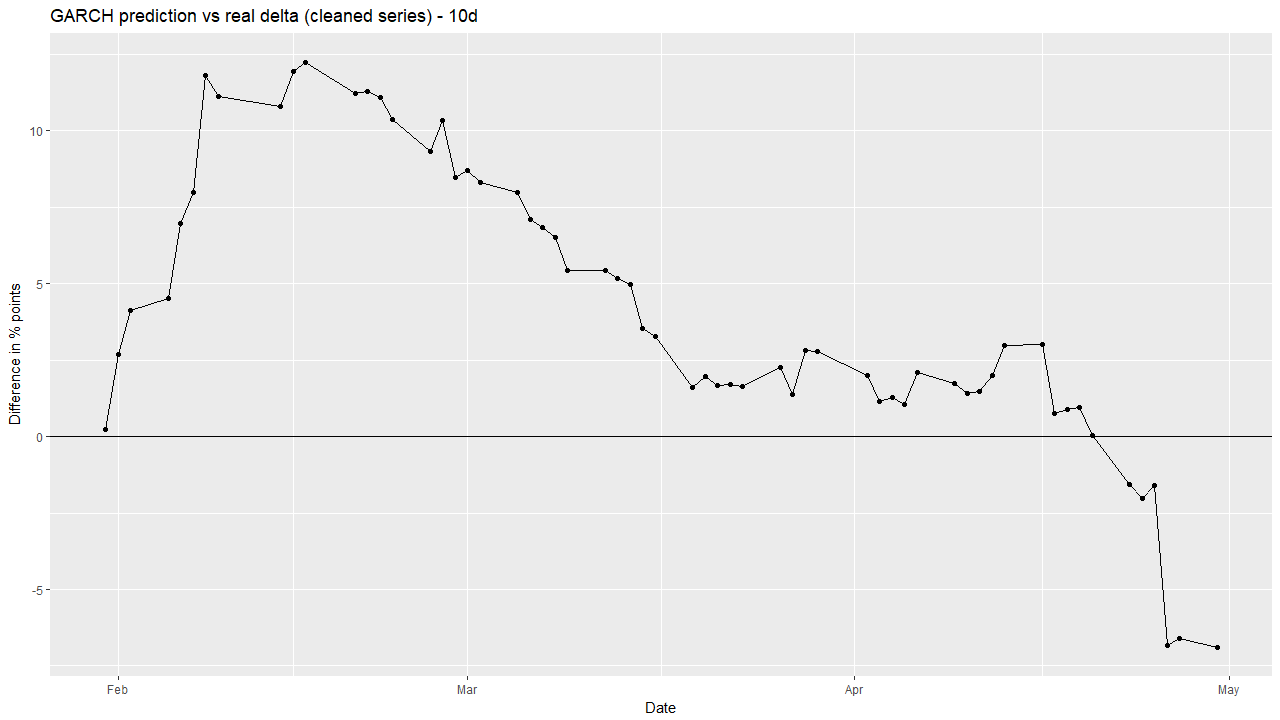 GARCH prediction vs real delta (cleaned series) - 10d
Difference in % points
10
5
0
-5
Feb
Mar
Apr
May
Date